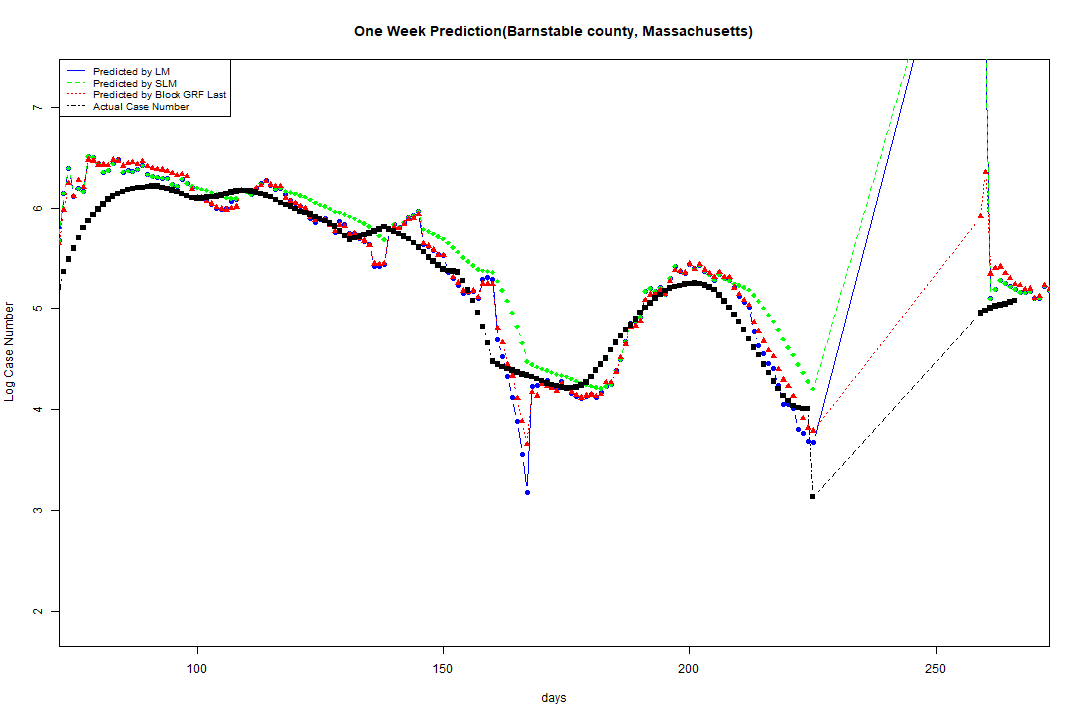 One Week Prediction(Barnstable county, Massachusetts)
Predicted by LM
Predicted by SLM
Predicted by Block GRF Last
Actual Case Number
7
6
5
4
3
2
Log Case Number
100 150 200 250
days